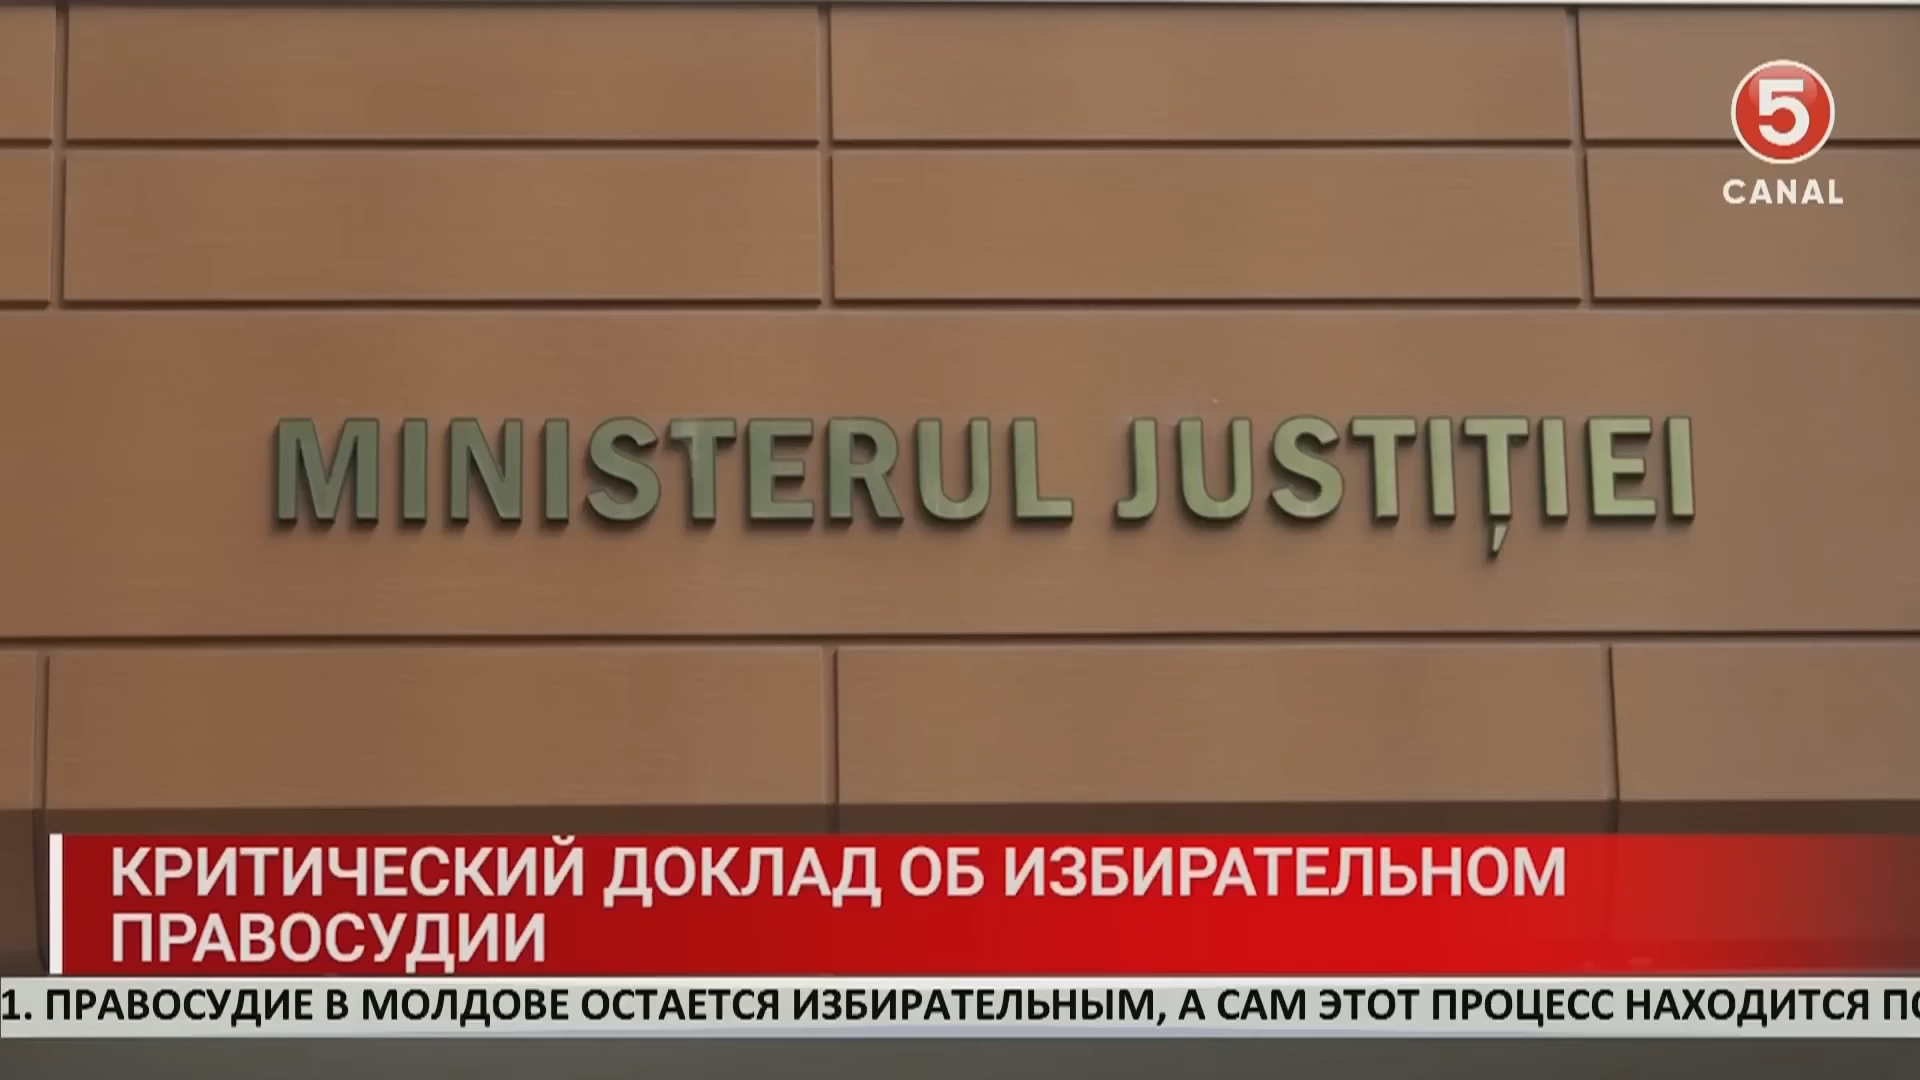 5
CANAL
MINISTERUL JUSTIȚIEI
КРИТИЧЕСКИЙ ДОКЛАД ОБ ИЗБИРАТЕЛЬНОМ
ПРАВОСУДИИ
1. ПРАВОСУДИЕ В МОЛДОВЕ ОСТАЕТСЯ ИЗБИРАТЕЛЬНЫМ, А САМ ЭТОТ ПРОЦЕСС НАХОДИТСЯ